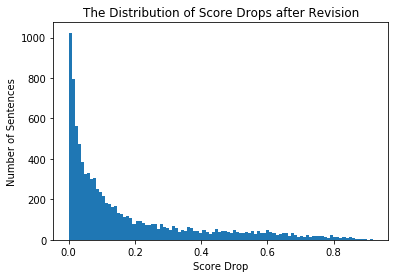 The Distribution of Score Drops after Revision
Number of Sentences
1000
800
600
400
200
0
0.0 0.2 0.4 0.6 0.8
Score Drop